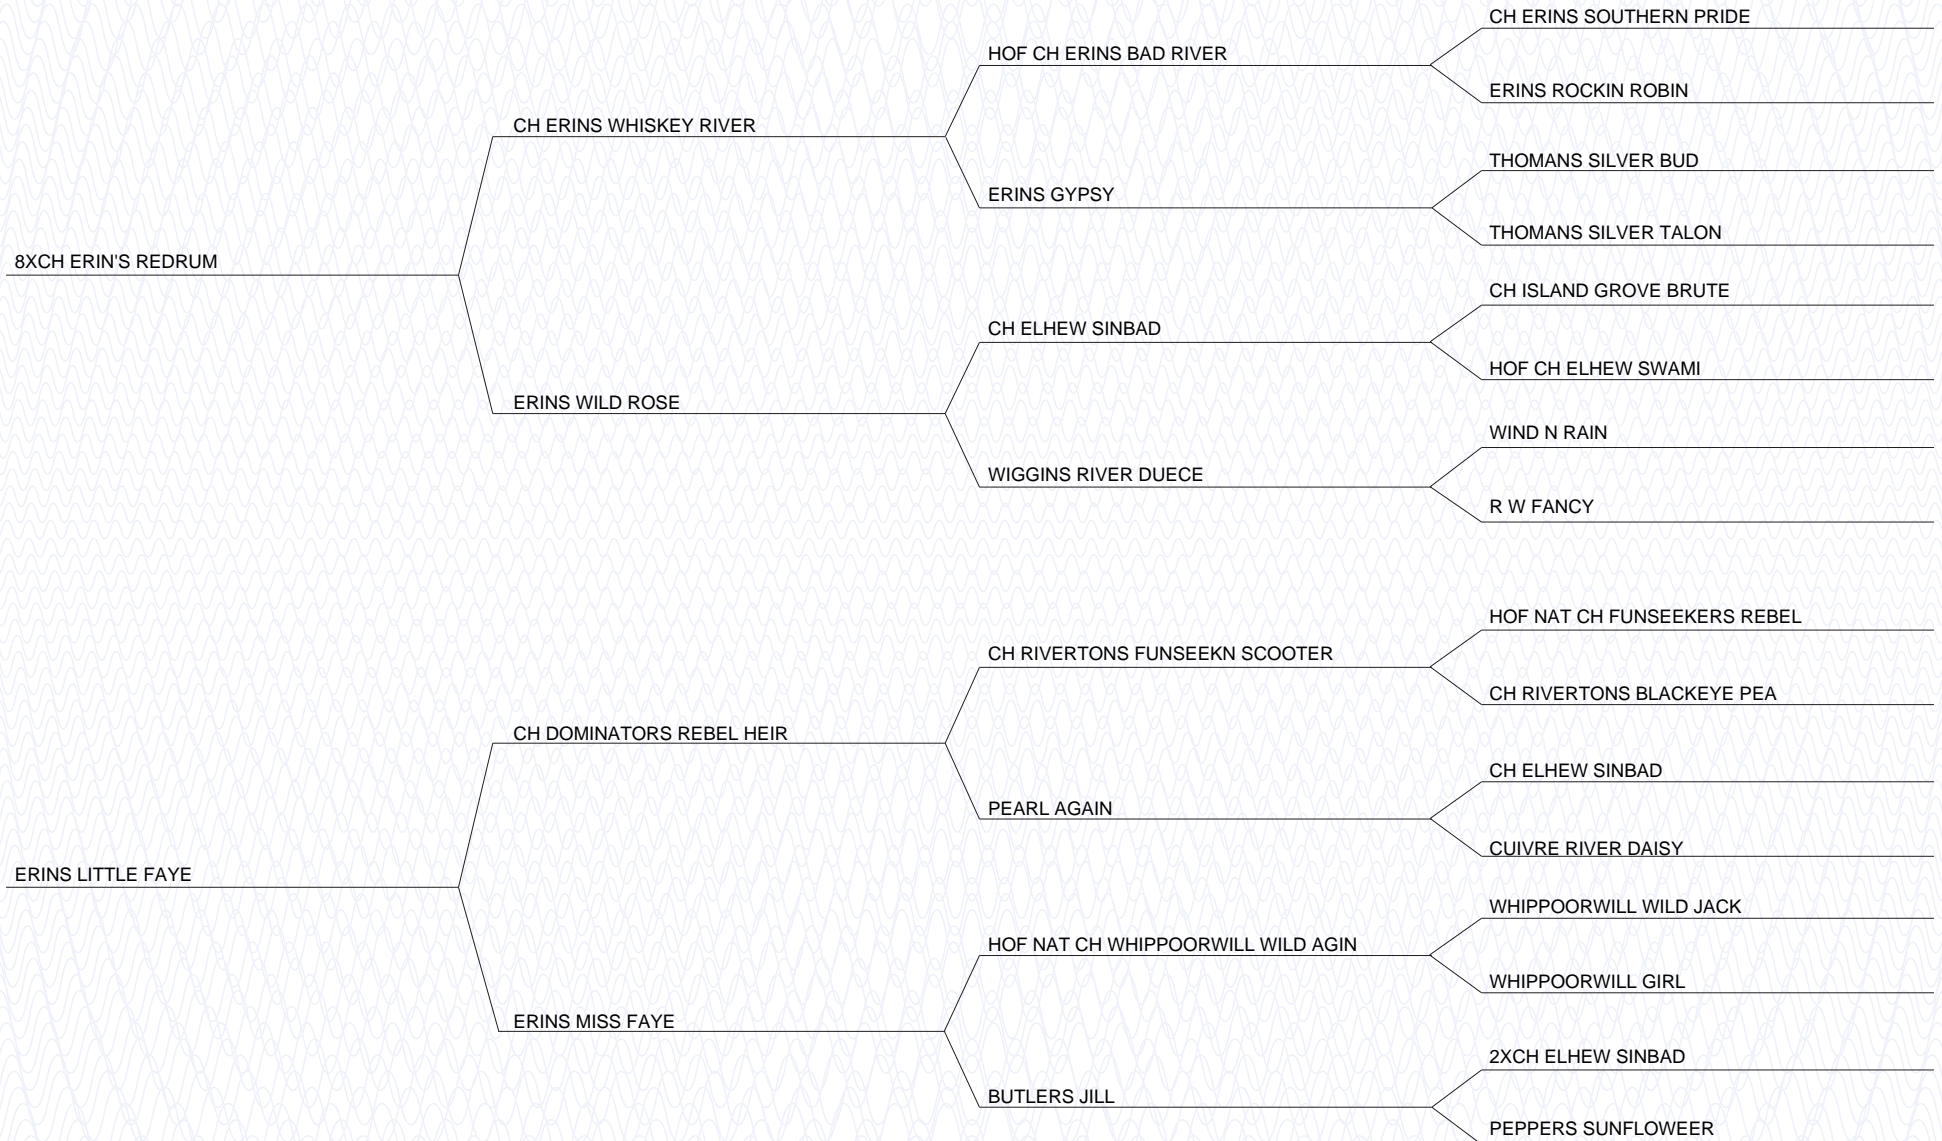 CH ERINS SOUTHERN PRIDE
HOF CH ERINS BAD RIVER
ERINS ROCKIN ROBIN
CH ERINS WHISKEY RIVER
THOMANS SILVER BUD
ERINS GYPSY
THOMANS SILVER TALON
8XCH ERIN'S REDRUM
CH ISLAND GROVE BRUTE
CH ELHEW SINBAD
HOF CH ELHEW SWAMI
ERINS WILD ROSE
WIND N RAIN
WIGGINS RIVER DUECE
R W FANCY
HOF NAT CH FUNSEEKERS REBEL
CH RIVERTONS FUNSEEKN SCOOTER
CH RIVERTONS BLACKEYE PEA
CH DOMINATORS REBEL HEIR
CH ELHEW SINBAD
PEARL AGAIN
CUIVRE RIVER DAISY
ERINS LITTLE FAYE
WHIPPOORWILL WILD JACK
HOF NAT CH WHIPPOORWILL WILD AGIN
WHIPPOORWILL GIRL
ERINS MISS FAYE
2XCH ELHEW SINBAD
BUTLERS JILL
PEPPERS SUNFLOWEER